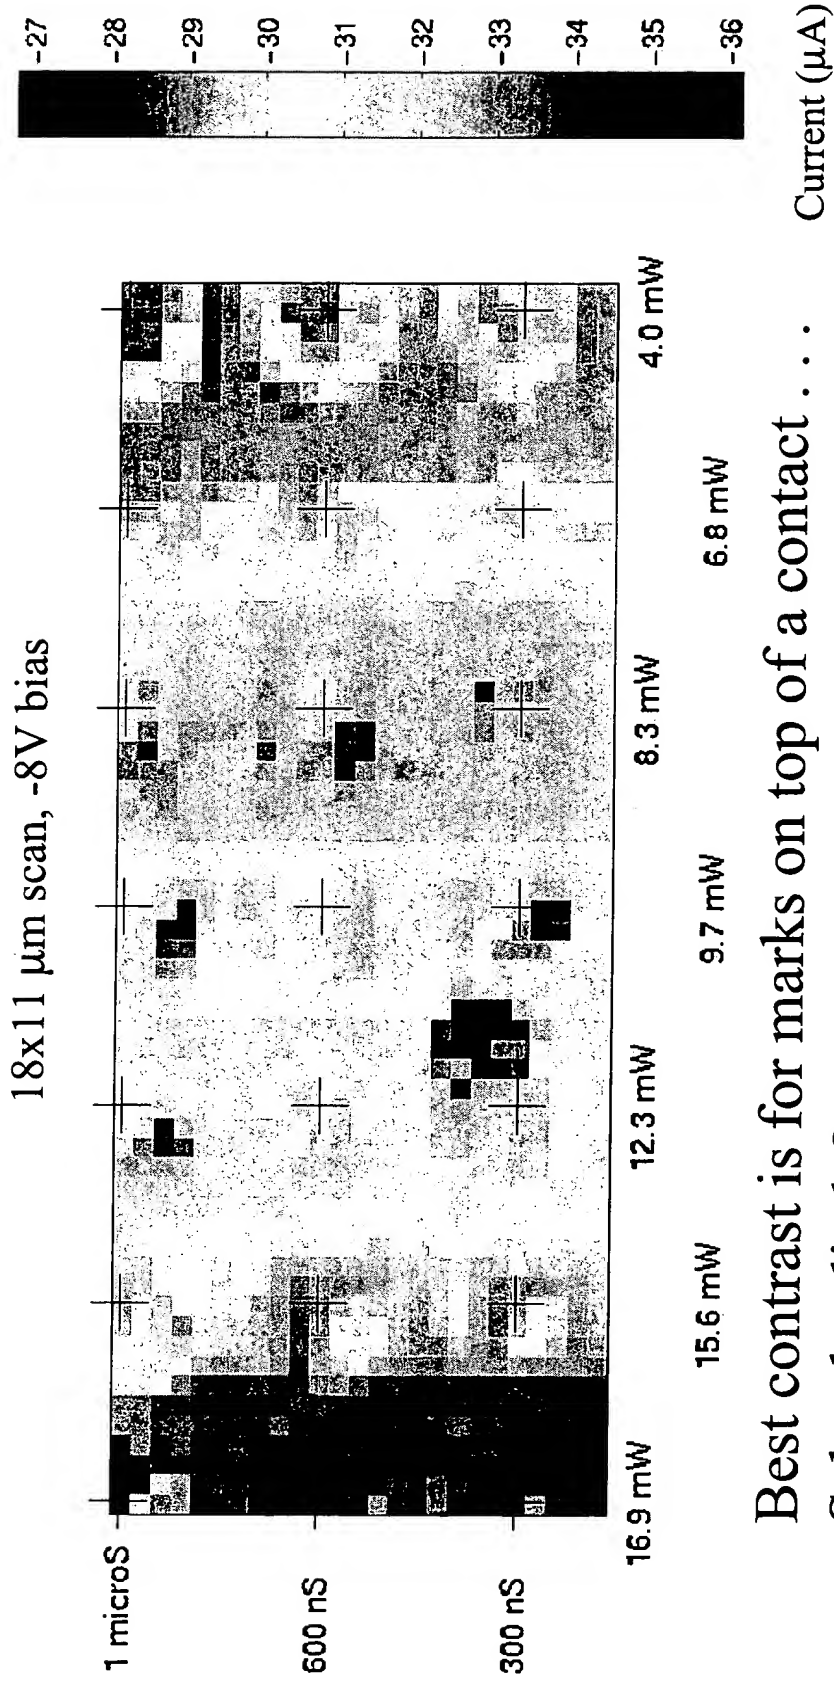 18x11 μm scan, -8V bias
-27
-28
-29
-30
-31
-32
-33
-34
-35
-36
Current (μA)
1 microS
600 nS
300 nS
16.9 mW
15.6 mW
12.3 mW
9.7 mW
8.3 mW
6.8 mW
4.0 mW
Best contrast is for marks on top of a contact . . .